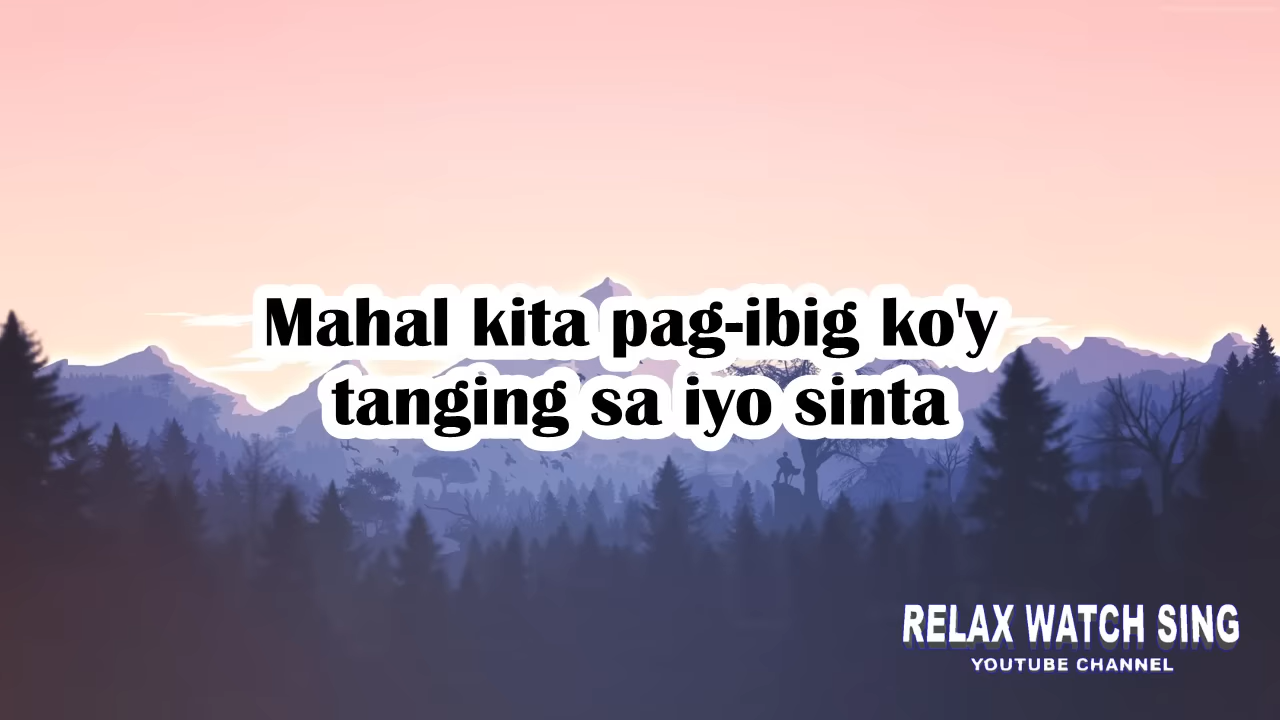 Mahal kita pag-ibig ko'y
tanging sa iyo sinta
RELAX WATCH SING
YOUTUBE CHANNEL